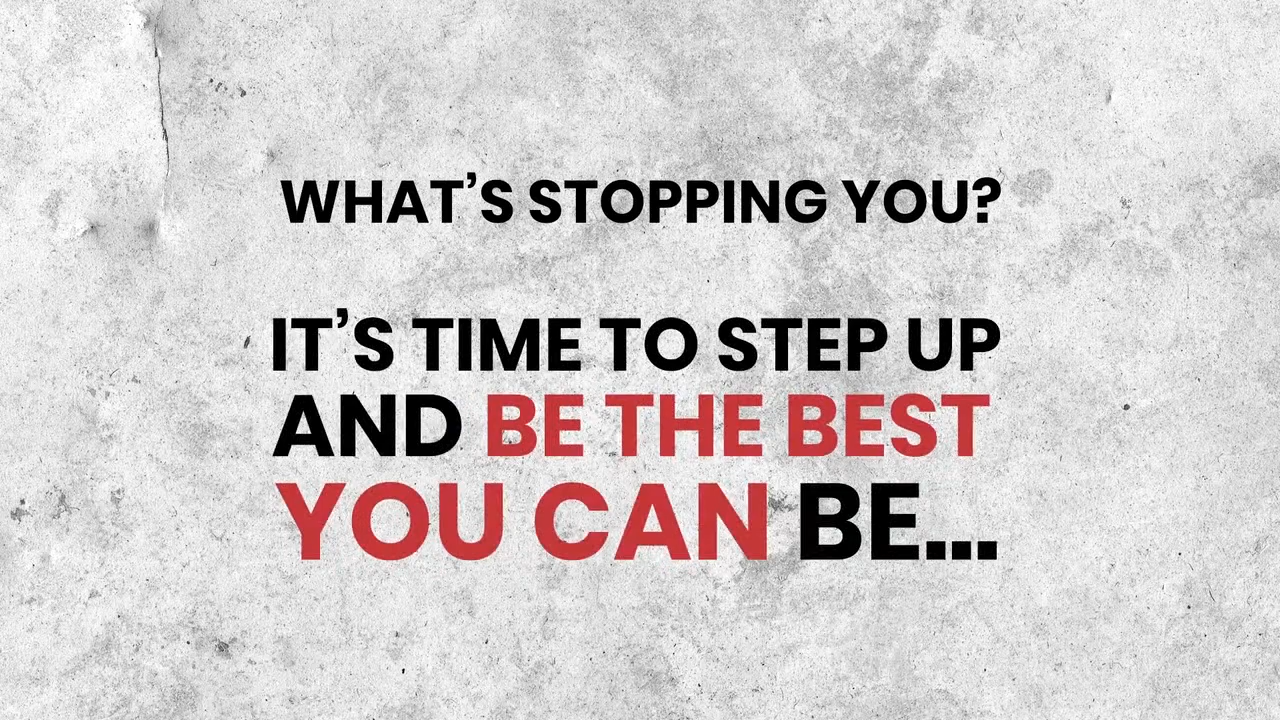 WHAT’S STOPPING YOU?
IT’S TIME TO STEP UP
AND BE THE BEST
YOU CAN BE...